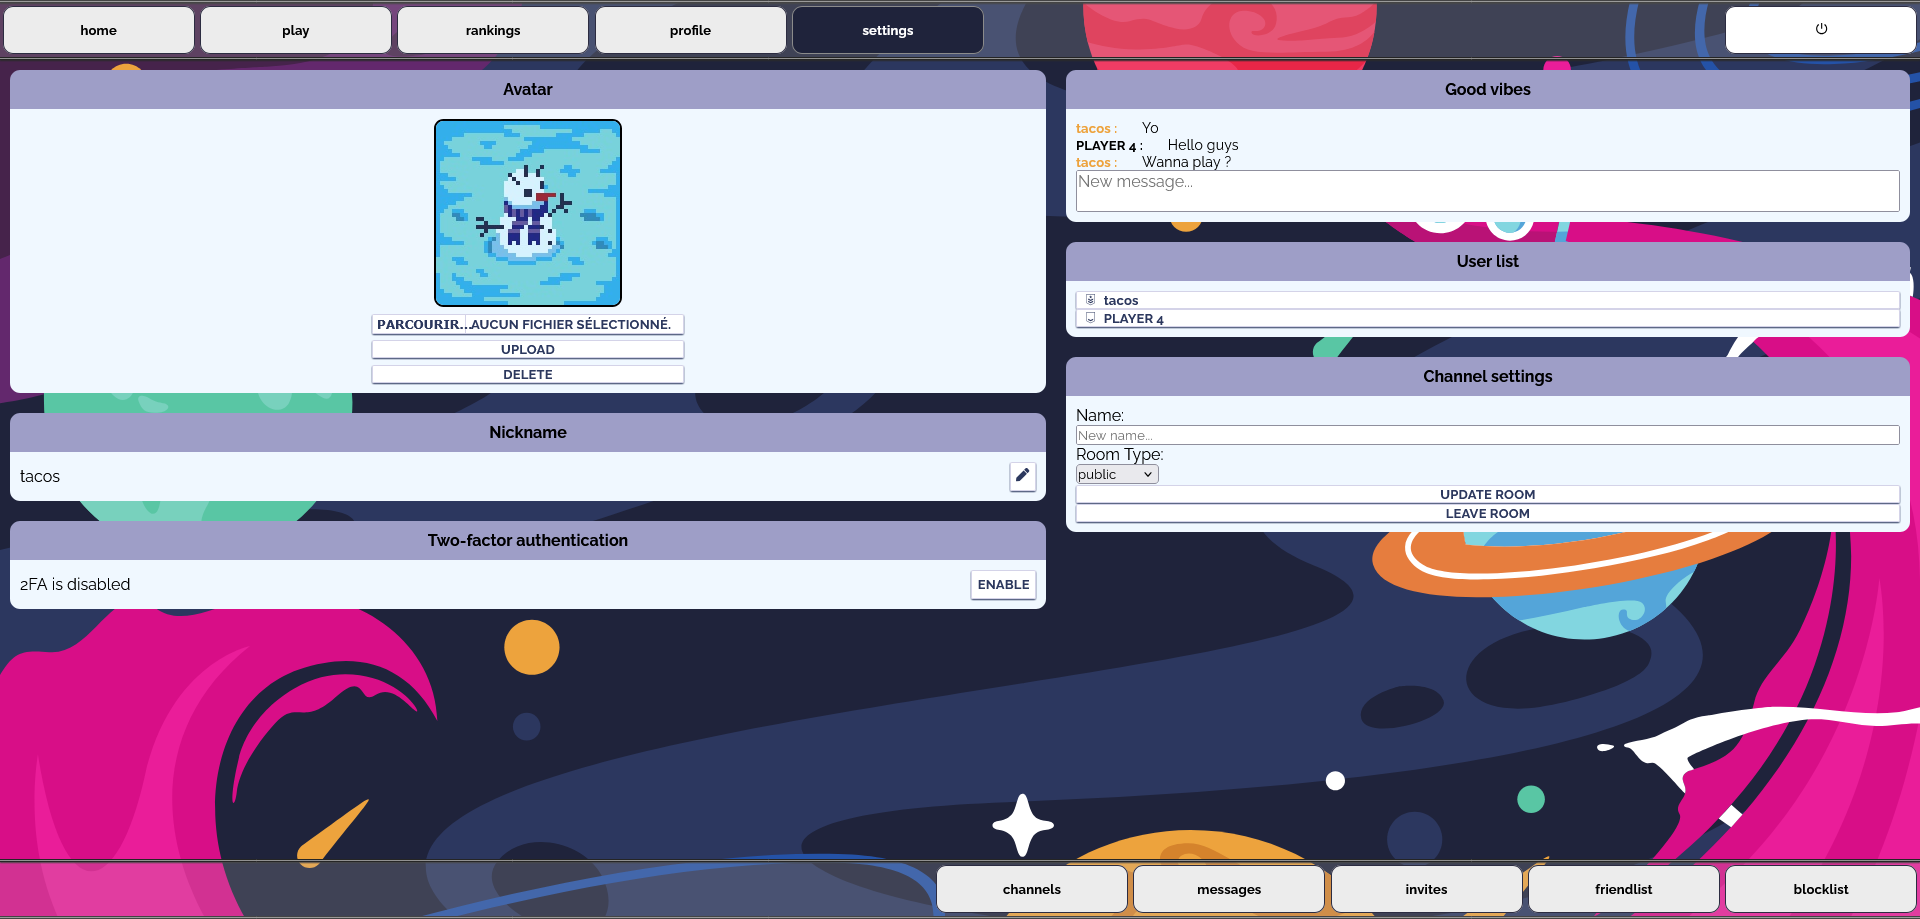 home
play
rankings
profile
settings
Avatar
PARCOURIR...AUCUN FICHIER SÉLECTIONNÉ.
UPLOAD
DELETE
Nickname
tacos
Two-factor authentication
2FA is disabled
ENABLE
Good vibes
tacos : Yo
PLAYER 4 : Hello guys
tacos : Wanna play ?
New message...
User list
tacos
PLAYER 4
Channel settings
Name:
New name...
Room Type:
public
UPDATE ROOM
LEAVE ROOM
channels
messages
invites
friendlist
blocklist